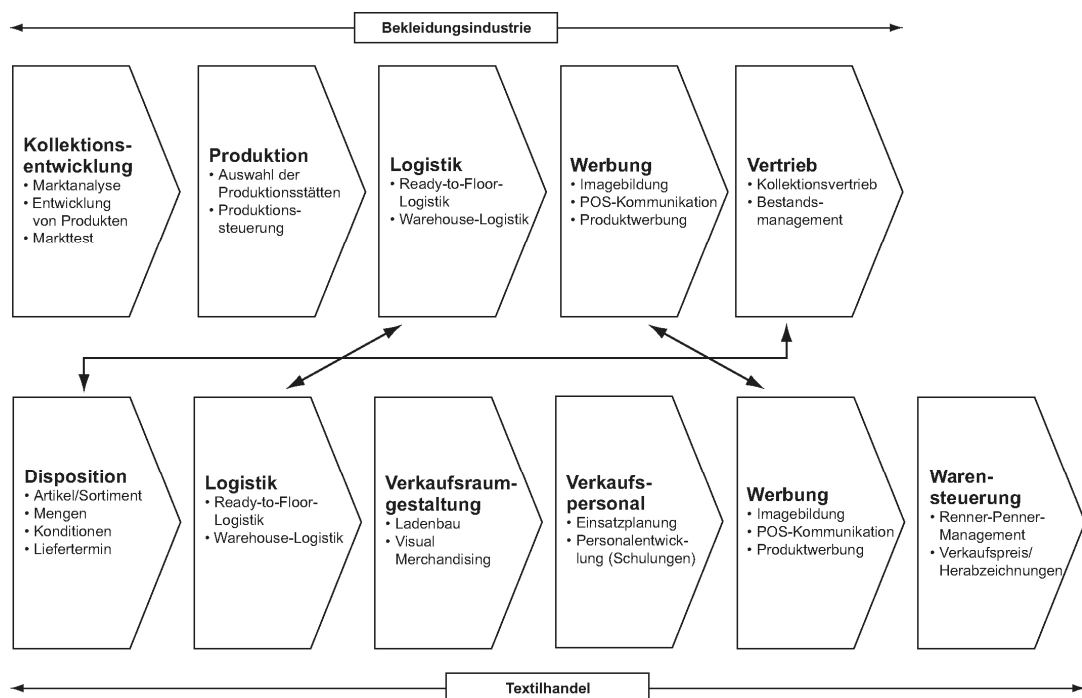 Bekleidungsindustrie
Kollektions-
entwicklung
• Marktanalyse
• Entwicklung
von Produkten
• Markttest
Produktion
• Auswahl der
Produktionsstätten
• Produktions-
steuerung
Logistik
• Ready-to-Floor-
Logistik
• Warehouse-Logistik
Werbung
• Imagebildung
• POS-Kommunikation
• Produktwerbung
Vertrieb
• Kollektionsvertrieb
• Bestands-
management
Disposition
• Artikel/Sortiment
• Mengen
• Konditionen
• Liefertermin
Logistik
• Ready-to-Floor-
Logistik
• Warehouse-Logistik
Verkaufsraum-
gestaltung
• Ladenbau
• Visual
Merchandising
Verkaufs-
personal
• Einsatzplanung
• Personalentwick-
lung (Schulungen)
Werbung
• Imagebildung
• POS-Kommunikation
• Produktwerbung
Waren-
steuerung
• Renner-Penner-
Management
• Verkaufspreis/
Herabzeichnungen
Textilhandel